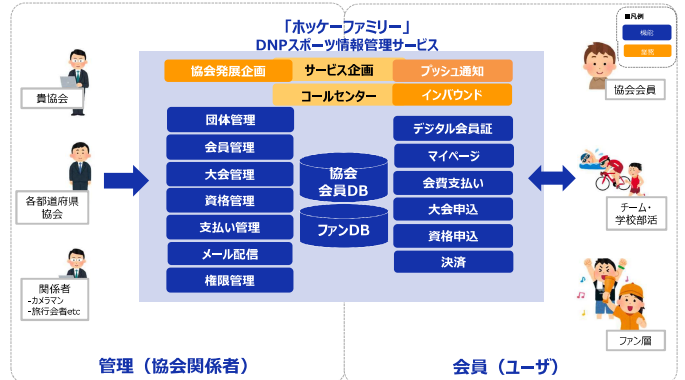 「ホッケーファミリー」
DNPスポーツ情報管理サービス
■凡例
機能
業務
協会発展企画
サービス企画
プッシュ通知
コールセンター
インバウンド
貴協会
各都道府県
協会
関係者
-カメラマン
-旅行会者etc
団体管理
会員管理
大会管理
資格管理
支払い管理
メール配信
権限管理
協会
会員DB
ファンDB
デジタル会員証
マイページ
会費支払い
大会申込
資格申込
決済
協会会員
チーム・
学校部活
ファン層
管理（協会関係者）
会員（ユーザ）